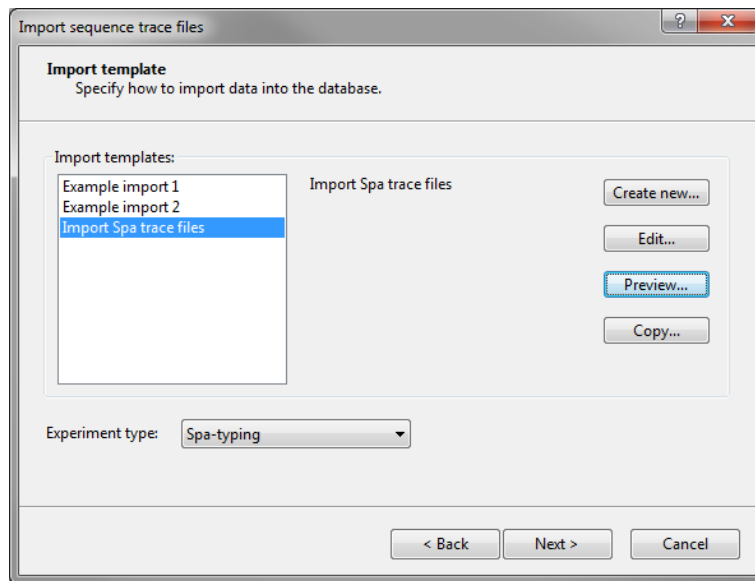 Import sequence trace files
?
Import template
Specify how to import data into the database.
Import templates:
Example import 1
Example import 2
Import Spa trace files
Import Spa trace files
Create new...
Edit...
Preview...
Copy...
Experiment type:
Spa-typing
< Back
Next >
Cancel